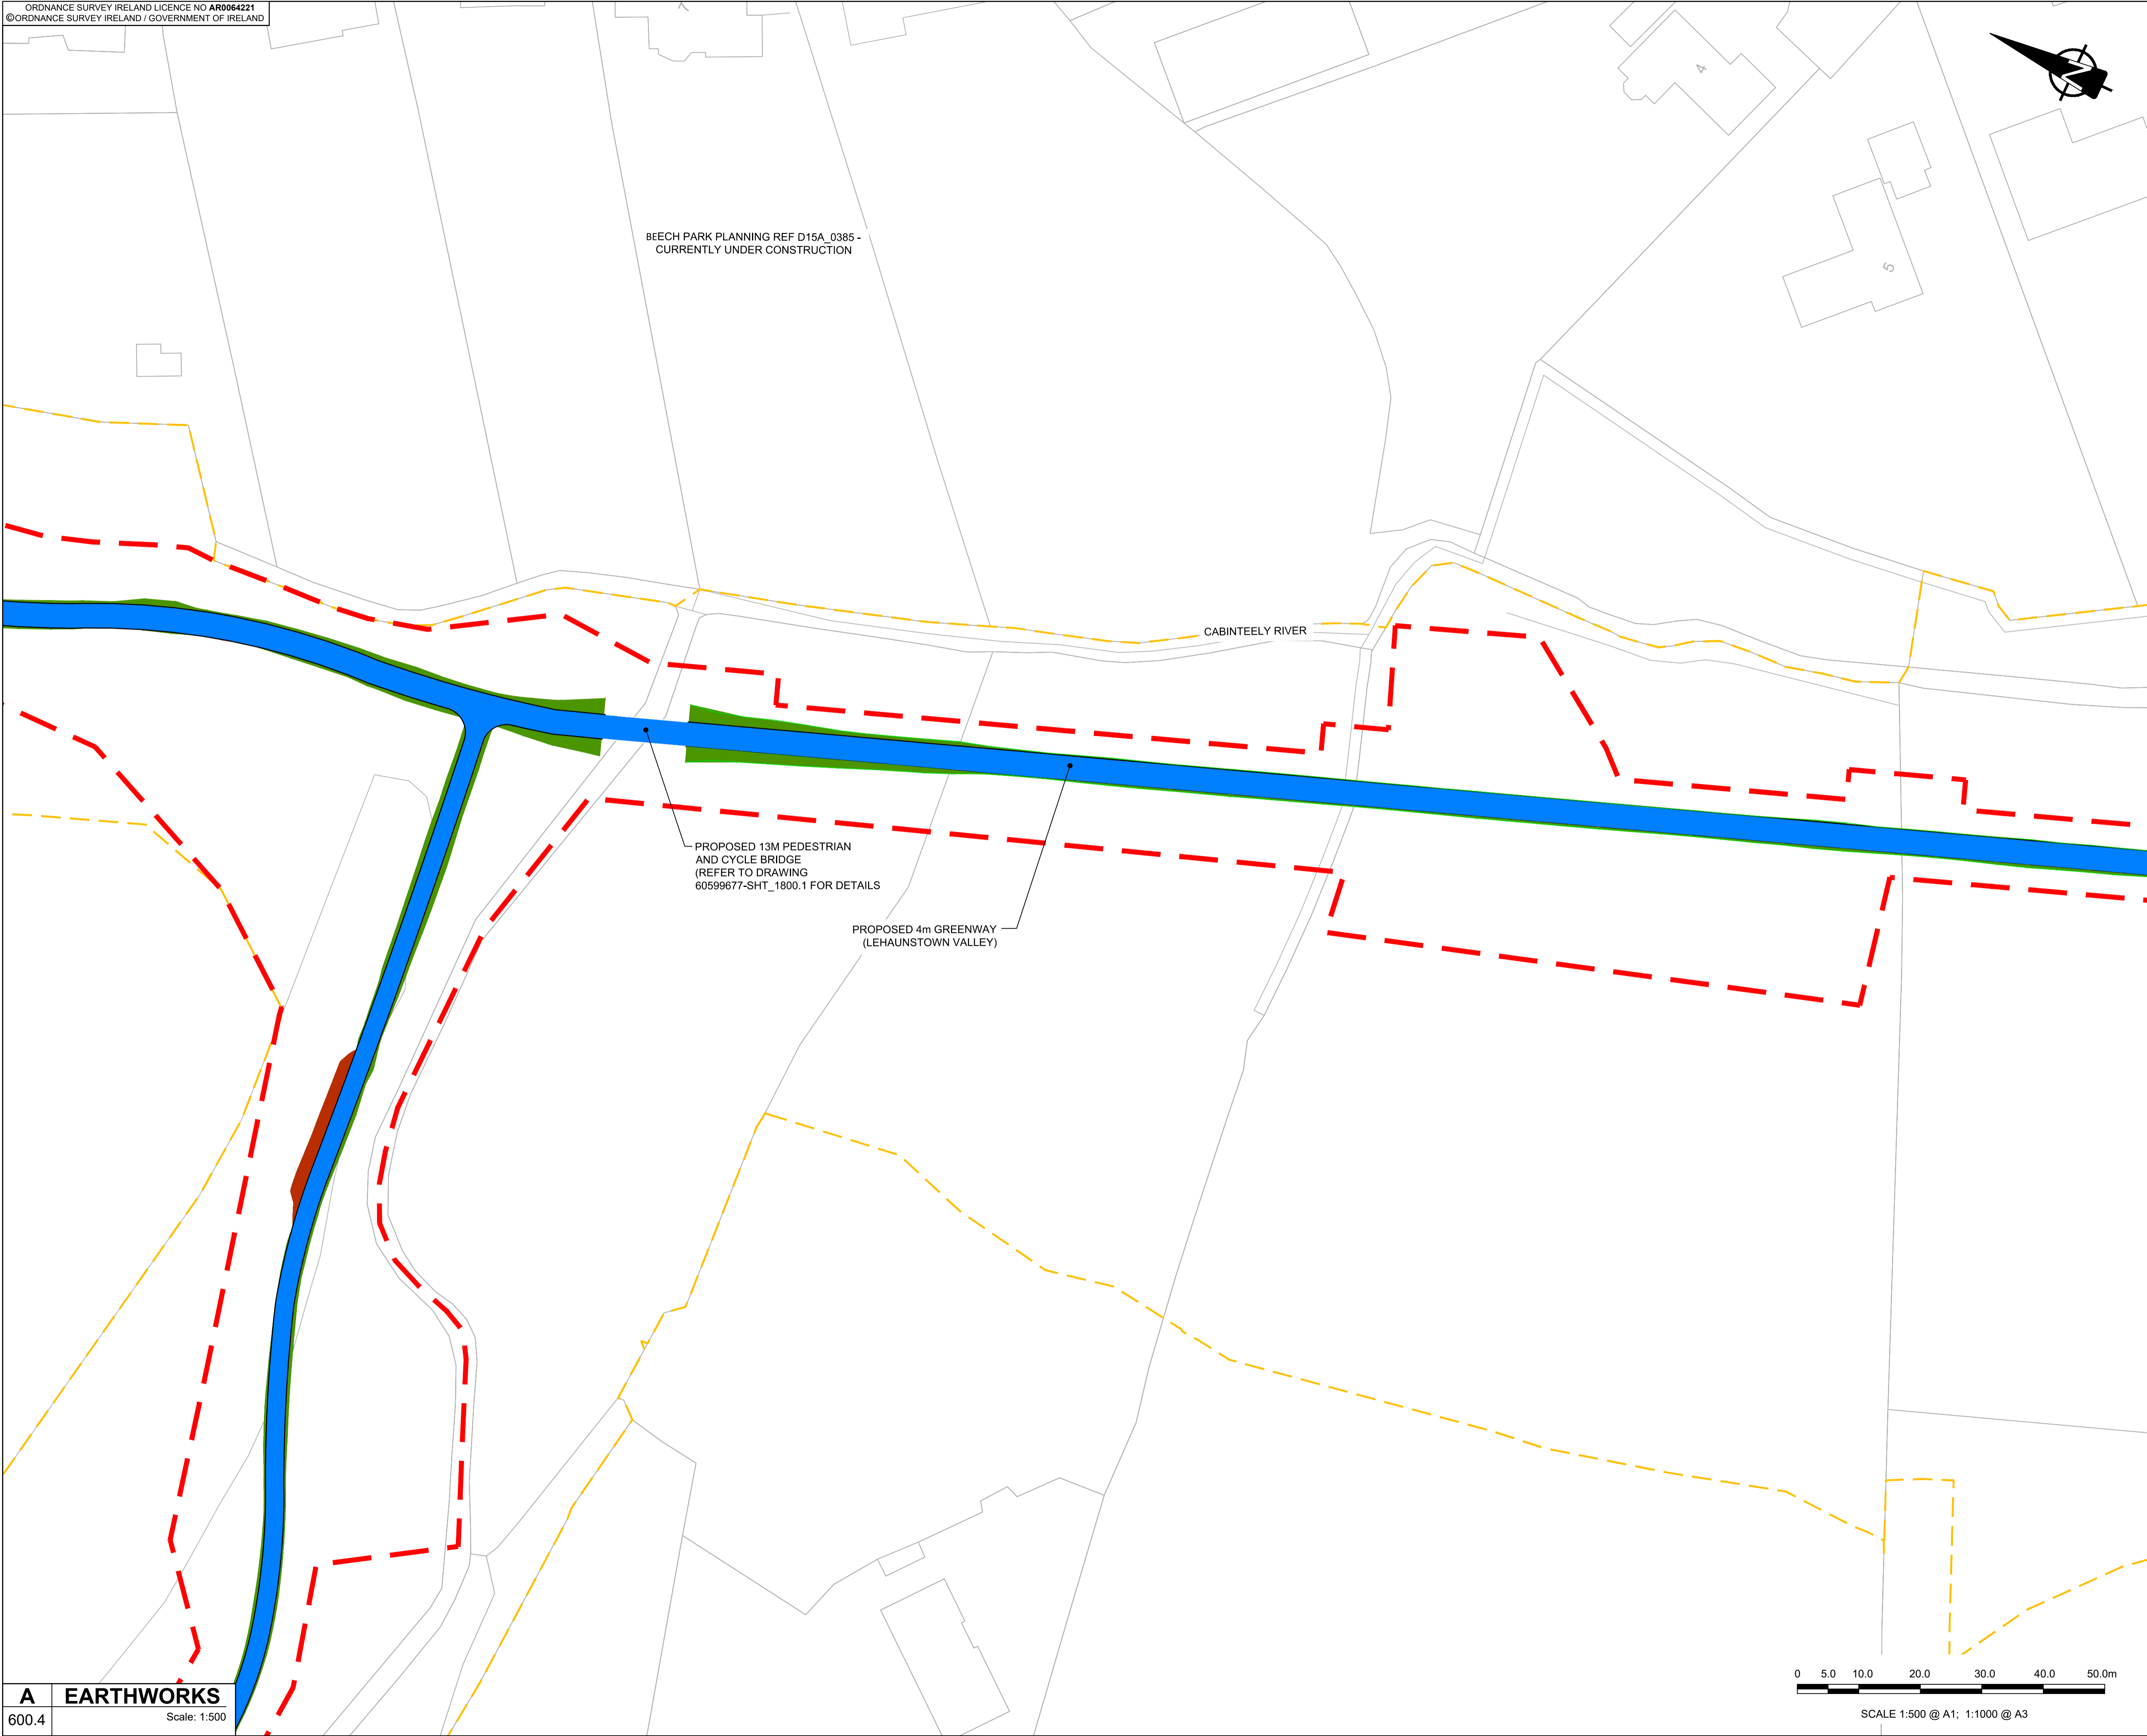 ORDNANCE SURVEY IRELAND LICENCE NO AR0064221
©ORDNANCE SURVEY IRELAND / GOVERNMENT OF IRELAND
4
5
BEECH PARK PLANNING REF D15A_0385 -
CURRENTLY UNDER CONSTRUCTION
CABINTEELY RIVER
PROPOSED 13M PEDESTRIAN
AND CYCLE BRIDGE
(REFER TO DRAWING
60599677-SHT_1800.1 FOR DETAILS
PROPOSED 4m GREENWAY
(LEHAUNSTOWN VALLEY)
0 5.0 10.0 20.0 30.0 40.0 50.0m
SCALE 1:500 @ A1; 1:1000 @ A3
A EARTHWORKS
600.4 Scale: 1:500